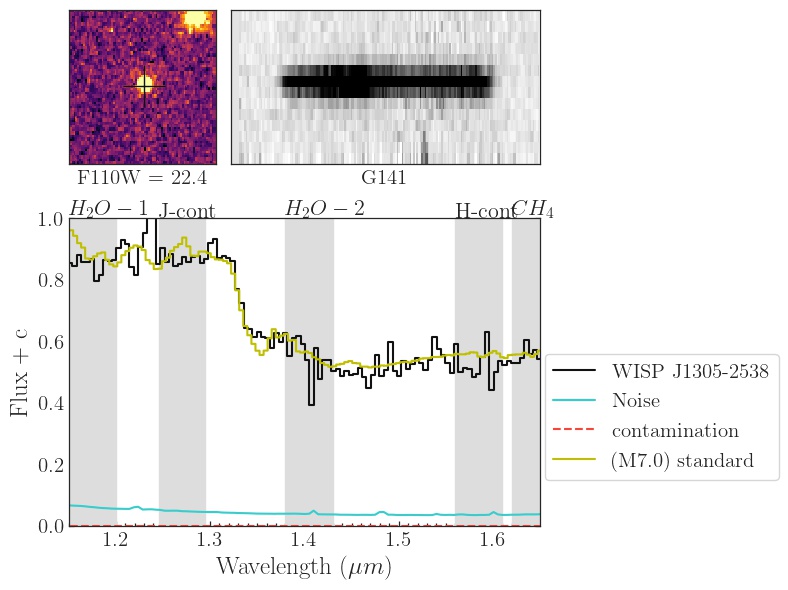 F110W = 22.4
G141
H₂O − 1
J-cont
H₂O − 2
H-cont
CH₄
1.0
0.8
0.6
0.4
0.2
0.0
Flux + c
1.2
1.3
1.4
1.5
1.6
Wavelength (μm)
WISP J1305-2538
Noise
contamination
(M7.0) standard